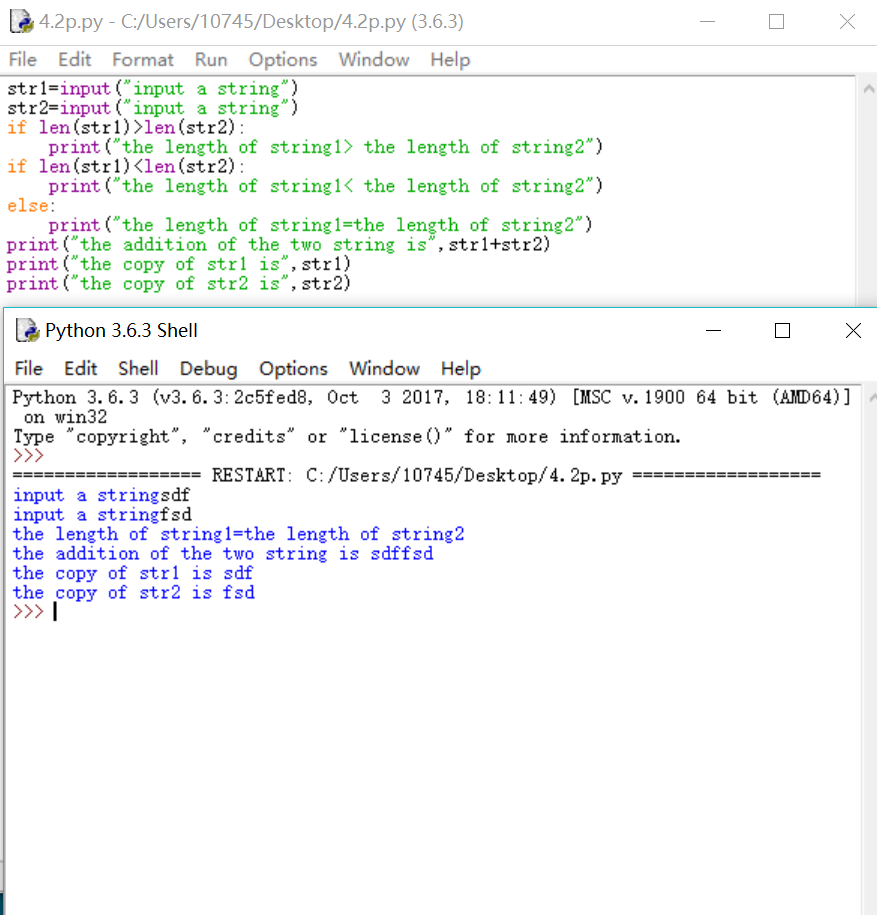 4.2p.py - C:/Users/10745/Desktop/4.2p.py (3.6.3)
File Edit Format Run Options Window Help
str1=input("input a string")
str2=input("input a string")
if len(str1)>len(str2):
    print("the length of string1> the length of string2")
if len(str1)<len(str2):
    print("the length of string1< the length of string2")
else:
    print("the length of string1=the length of string2")
print("the addition of the two string is",str1+str2)
print("the copy of str1 is",str1)
print("the copy of str2 is",str2)
Python 3.6.3 Shell
File Edit Shell Debug Options Window Help
Python 3.6.3 (v3.6.3:2c5fed8, Oct  3 2017, 18:11:49) [MSC v.1900 64 bit (AMD64)]
 on win32
Type "copyright", "credits" or "license()" for more information.
>>>
================== RESTART: C:/Users/10745/Desktop/4.2p.py ==================
input a stringsdf
input a stringfsd
the length of string1=the length of string2
the addition of the two string is sdffsd
the copy of str1 is sdf
the copy of str2 is fsd
>>>